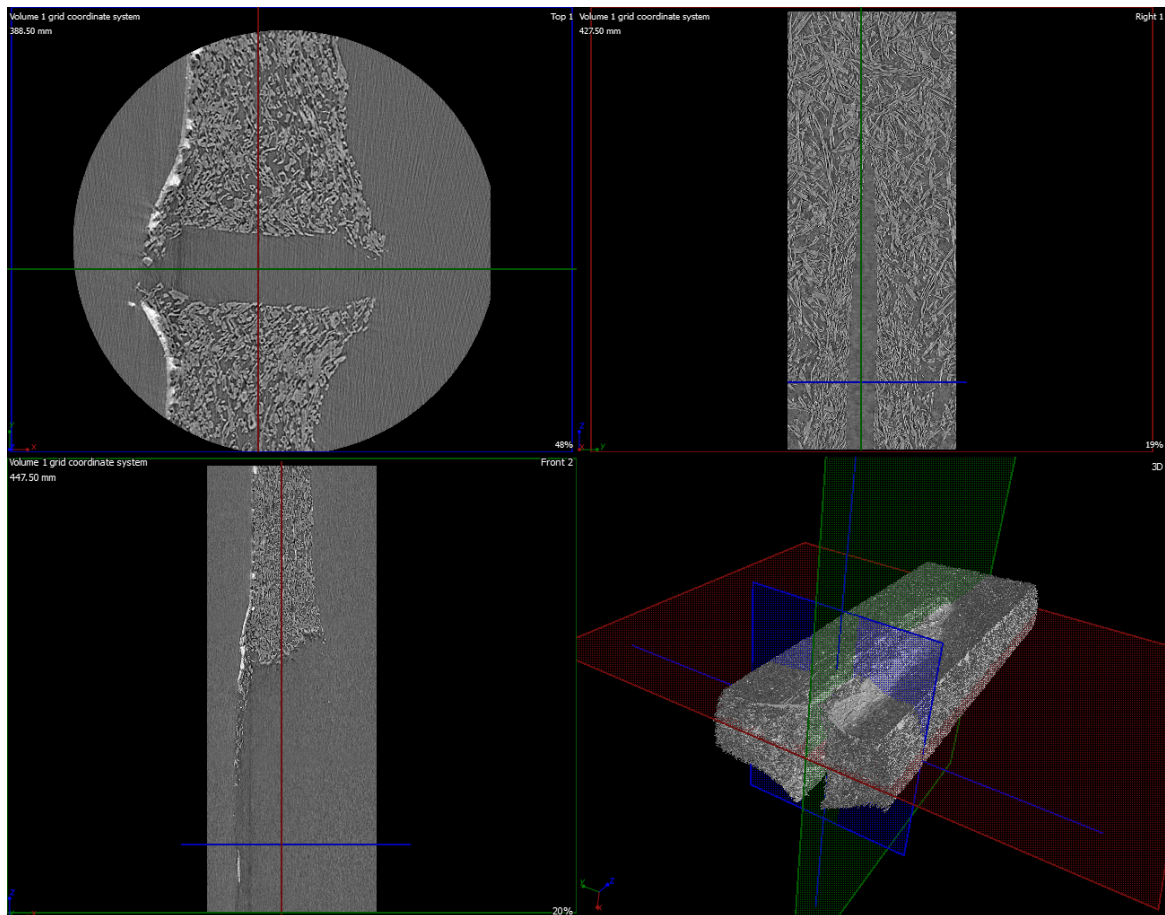 Volume 1 grid coordinate system
Top 1
388.50 mm
Y
X
48%
Volume 1 grid coordinate system
Right 1
427.50 mm
Z
X
Y
19%
Volume 1 grid coordinate system
Front 2
447.50 mm
Z
X
20%
3D
Y
Z
X